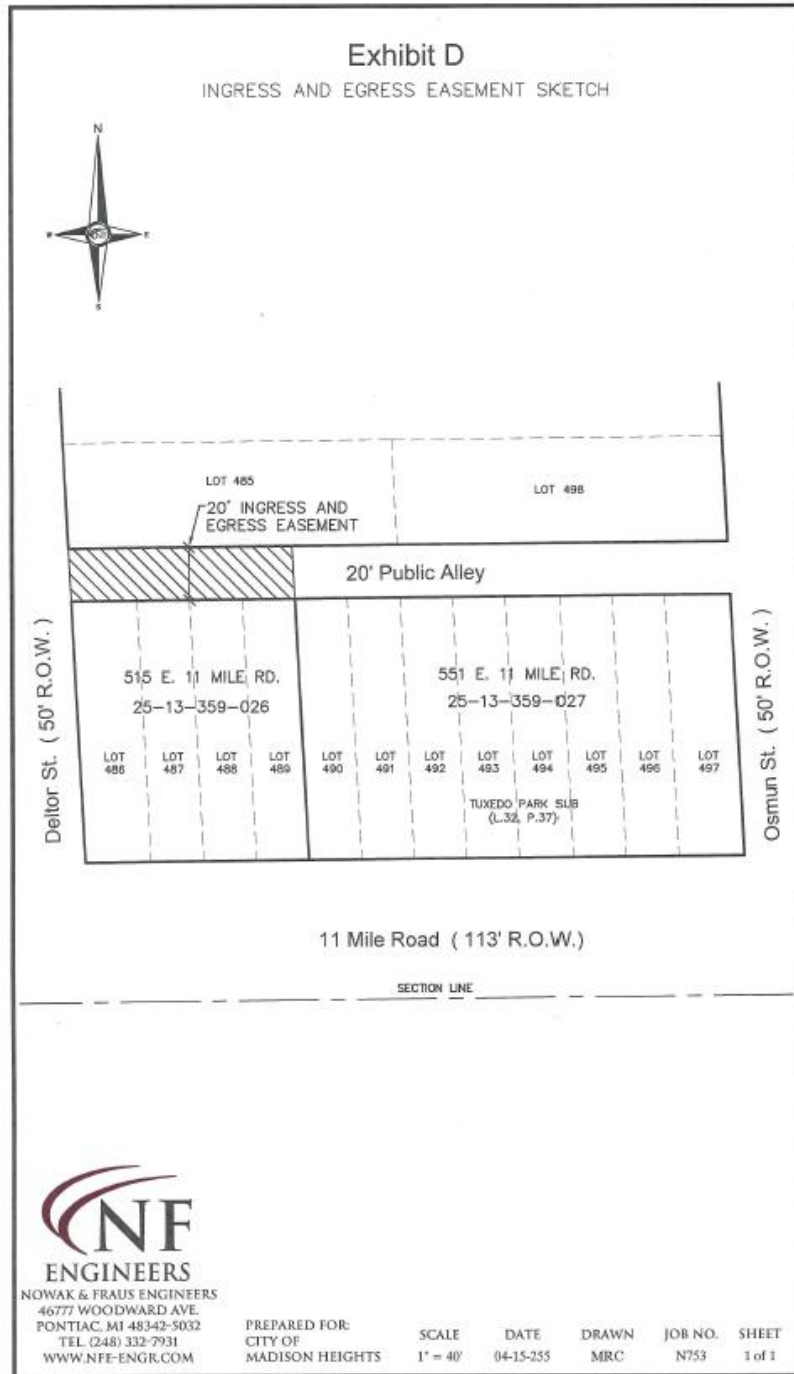 Exhibit D
INGRESS AND EGRESS EASEMENT SKETCH
N
W
E
S
LOT 485
LOT 498
20' INGRESS AND
EGRESS EASEMENT
20' Public Alley
Deltor St. ( 50' R.O.W. )
515 E. 11 MILE RD.
25-13-359-026
551 E. 11 MILE RD.
25-13-359-027
Osmun St. ( 50' R.O.W. )
LOT
486
LOT
487
LOT
488
LOT
489
LOT
490
LOT
491
LOT
492
LOT
493
LOT
494
LOT
495
LOT
496
LOT
497
TUXEDO PARK SUB
(L.32, P.37)
11 Mile Road ( 113' R.O.W.)
SECTION LINE
NF
ENGINEERS
NOWAK & FRAUS ENGINEERS
46777 WOODWARD AVE.
PONTIAC, MI 48342-5032
TEL. (248) 332-7931
WWW.NFE-ENGR.COM
PREPARED FOR:
CITY OF
MADISON HEIGHTS
SCALE
1" = 40'
DATE
04-15-255
DRAWN
MRC
JOB NO.
N753
SHEET
1 of 1